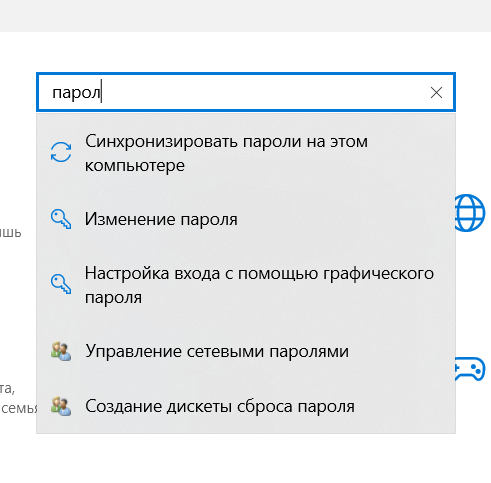 парол
Синхронизировать пароли на этом
компьютере
Изменение пароля
Настройка входа с помощью графического
пароля
Управление сетевыми паролями
Создание дискеты сброса пароля
семья